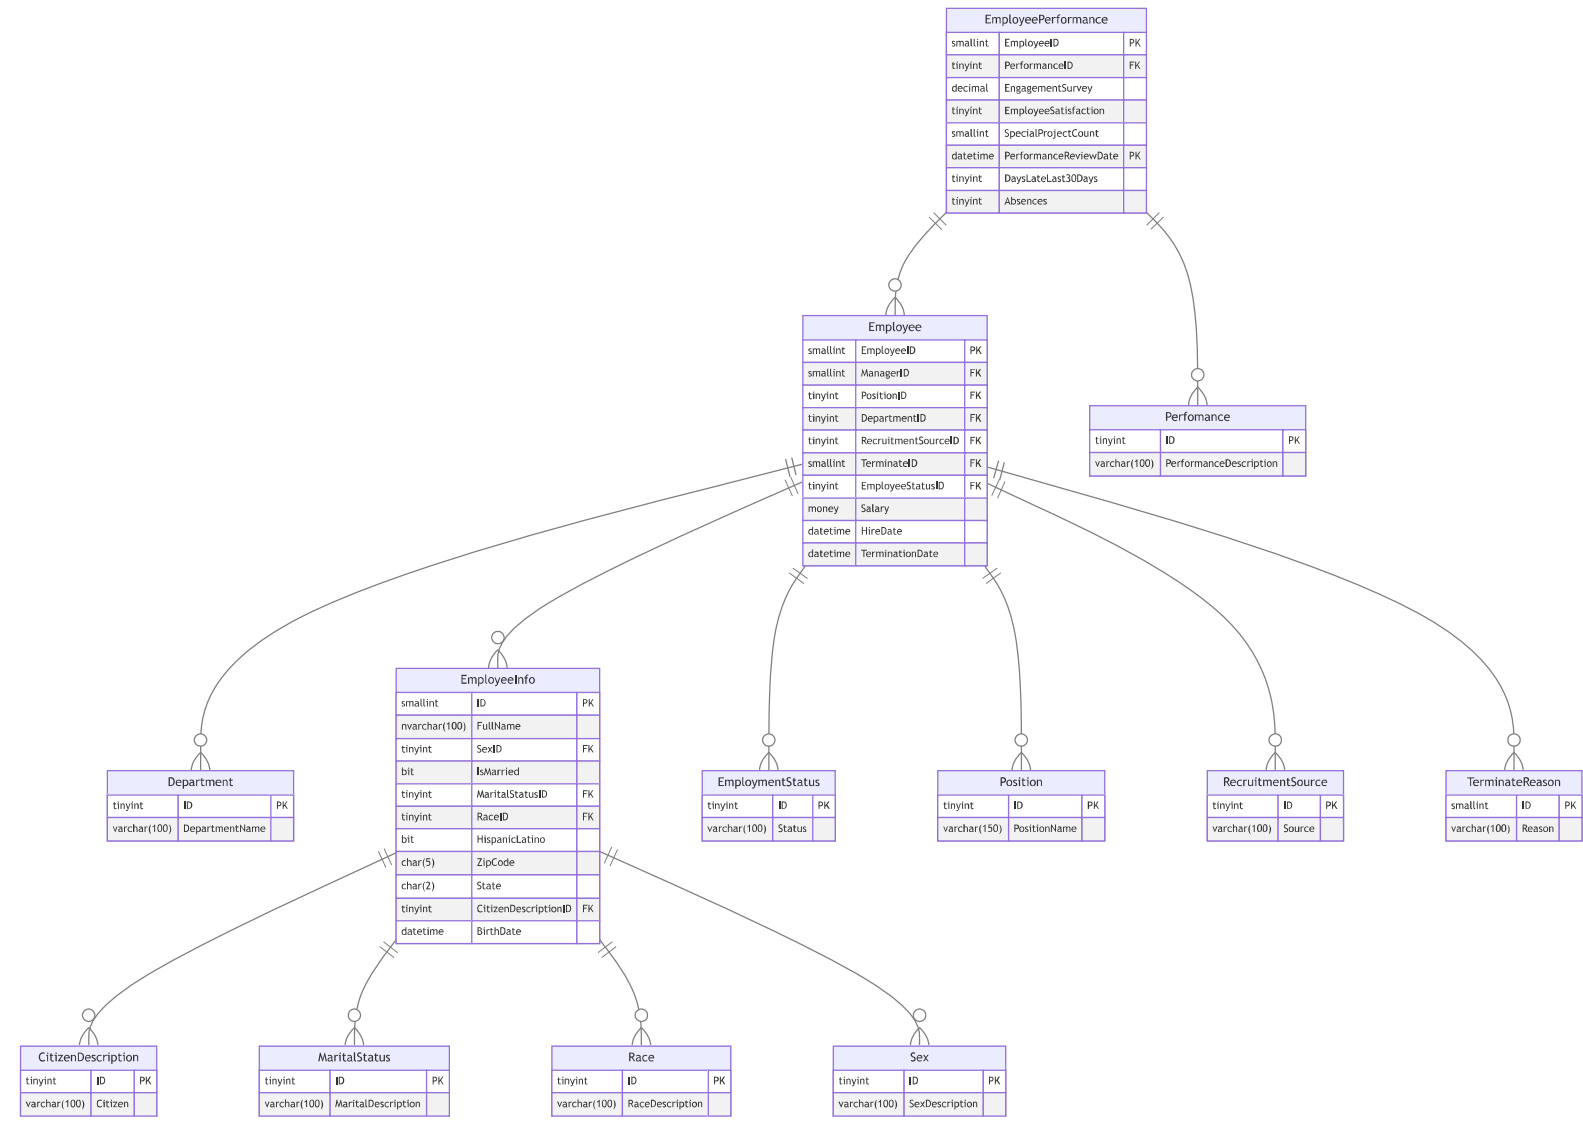 EmployeePerformance
smallint EmployeeID PK
tinyint PerformanceID FK
decimal EngagementSurvey
tinyint EmployeeSatisfaction
smallint SpecialProjectCount
datetime PerformanceReviewDate PK
tinyint DaysLateLast30Days
tinyint Absences
Employee
smallint EmployeeID PK
smallint ManagerID FK
tinyint PositionID FK
tinyint DepartmentID FK
tinyint RecruitmentSourceID FK
smallint TerminateID FK
tinyint EmployeeStatusID FK
money Salary
datetime HireDate
datetime TerminationDate
Perfomance
tinyint ID PK
varchar(100) PerformanceDescription
EmployeeInfo
smallint ID PK
nvarchar(100) FullName
tinyint SexID FK
bit IsMarried
tinyint MaritalStatusID FK
tinyint RaceID FK
bit HispanicLatino
char(5) ZipCode
char(2) State
tinyint CitizenDescriptionID FK
datetime BirthDate
Department
tinyint ID PK
varchar(100) DepartmentName
EmploymentStatus
tinyint ID PK
varchar(100) Status
Position
tinyint ID PK
varchar(150) PositionName
RecruitmentSource
tinyint ID PK
varchar(100) Source
TerminateReason
smallint ID PK
varchar(100) Reason
CitizenDescription
tinyint ID PK
varchar(100) Citizen
MaritalStatus
tinyint ID PK
varchar(100) MaritalDescription
Race
tinyint ID PK
varchar(100) RaceDescription
Sex
tinyint ID PK
varchar(100) SexDescription